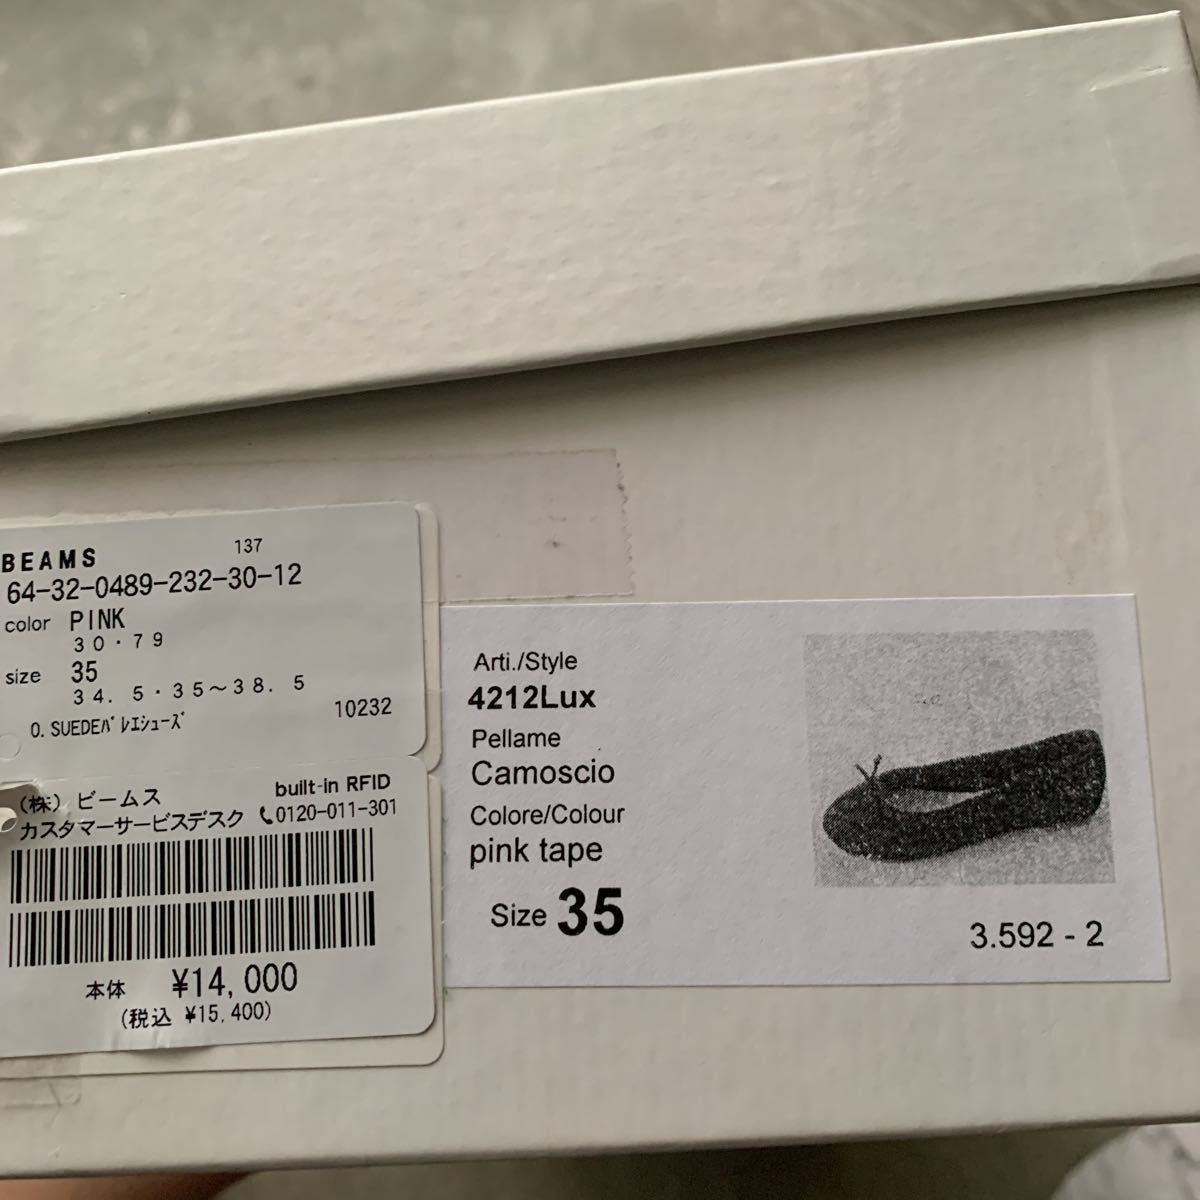 BEAMS 137
64-32-0489-232-30-12
color PINK
30・79
size 35
34.5・35～38.5
10232
0.SUEDEﾊﾞﾚｴｼｭｰｽﾞ
built-in RFID
(株) ビームス
カスタマーサービスデスク 0120-011-301
本体 ¥14,000
(税込 ¥15,400)
Arti./Style
4212Lux
Pellame
Camoscio
Colore/Colour
pink tape
Size 35
3.592 - 2